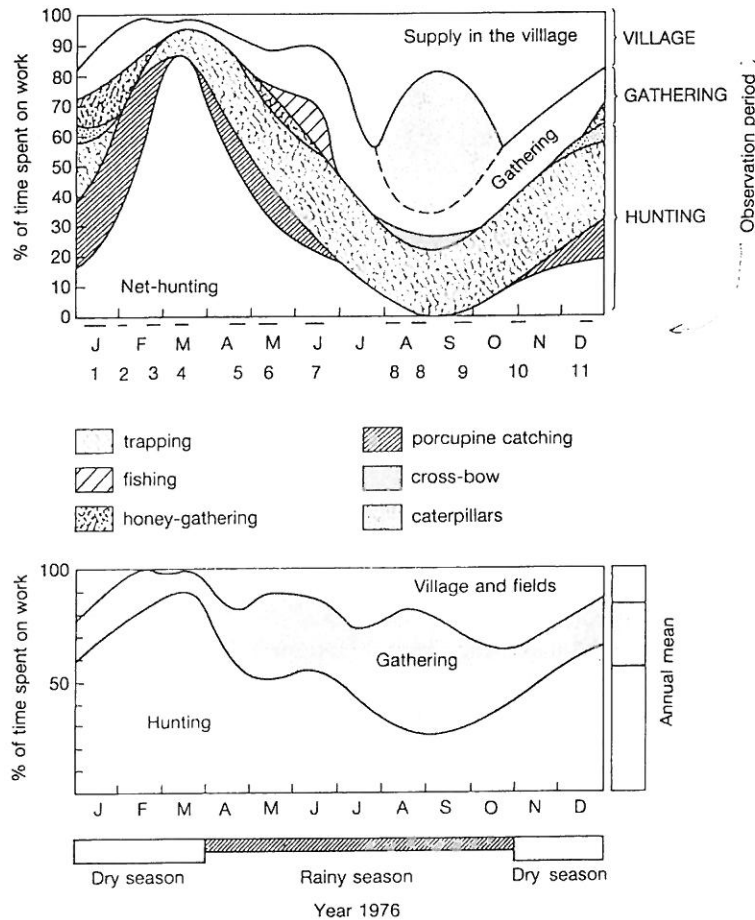 % of time spent on work
100
90
80
70
60
50
40
30
20
10
0
Supply in the villlage
Gathering
Net-hunting
VILLAGE
GATHERING
HUNTING
Observation period
J F M A M J J A S O N D
1 2 3 4 5 6 7 8 8 9 10 11
trapping
fishing
honey-gathering
porcupine catching
cross-bow
caterpillars
% of time spent on work
100
50
Village and fields
Gathering
Hunting
Annual mean
J F M A M J J A S O N D
Dry season Rainy season Dry season
Year 1976